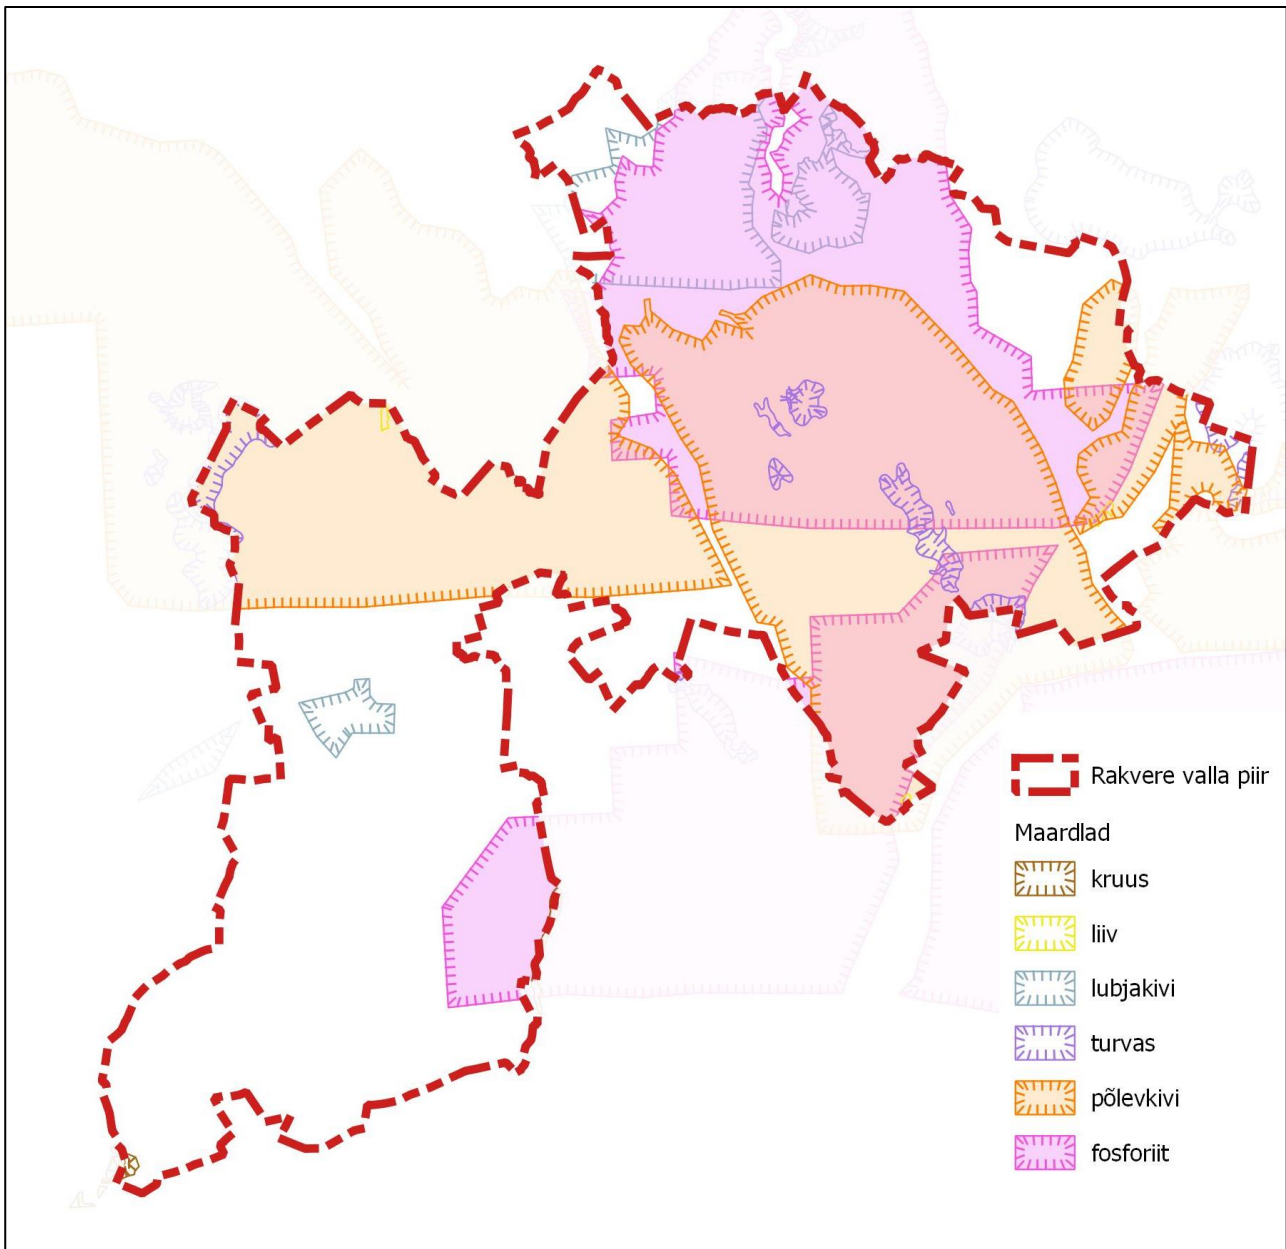 Rakvere valla piir
Maardlad
kruus
liiv
lubjakivi
turvas
põlevkivi
fosforiit